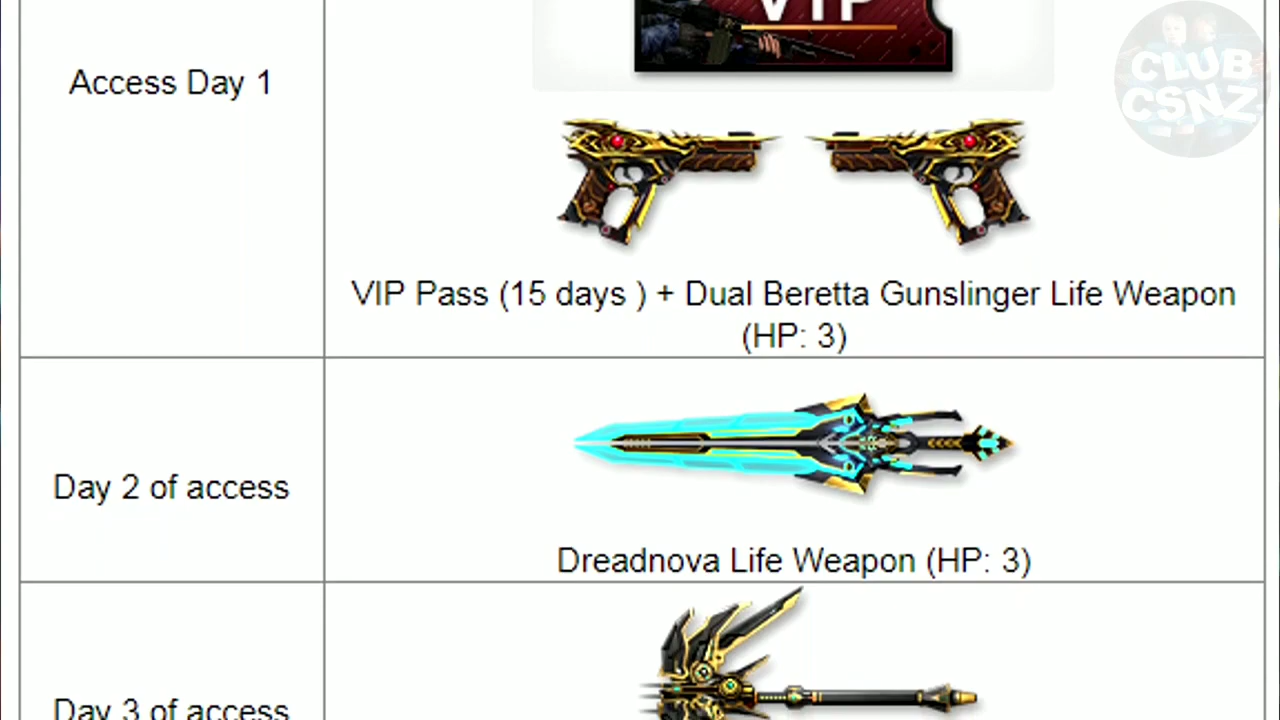 VIP
CLUB
CSNZ
Access Day 1
VIP Pass (15 days ) + Dual Beretta Gunslinger Life Weapon
(HP: 3)
Day 2 of access
Dreadnova Life Weapon (HP: 3)
Day 3 of access